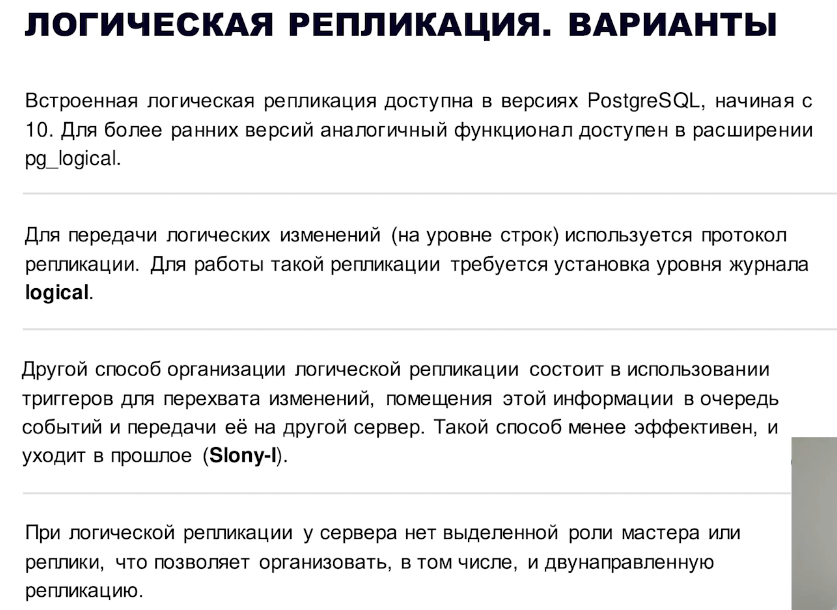 ЛОГИЧЕСКАЯ РЕПЛИКАЦИЯ. ВАРИАНТЫ
Встроенная логическая репликация доступна в версиях PostgreSQL, начиная с
10. Для более ранних версий аналогичный функционал доступен в расширении
pg_logical.
Для передачи логических изменений (на уровне строк) используется протокол
репликации. Для работы такой репликации требуется установка уровня журнала
logical.
Другой способ организации логической репликации состоит в использовании
триггеров для перехвата изменений, помещения этой информации в очередь
событий и передачи её на другой сервер. Такой способ менее эффективен, и
уходит в прошлое (Slony-I).
При логической репликации у сервера нет выделенной роли мастера или
реплики, что позволяет организовать, в том числе, и двунаправленную
репликацию.